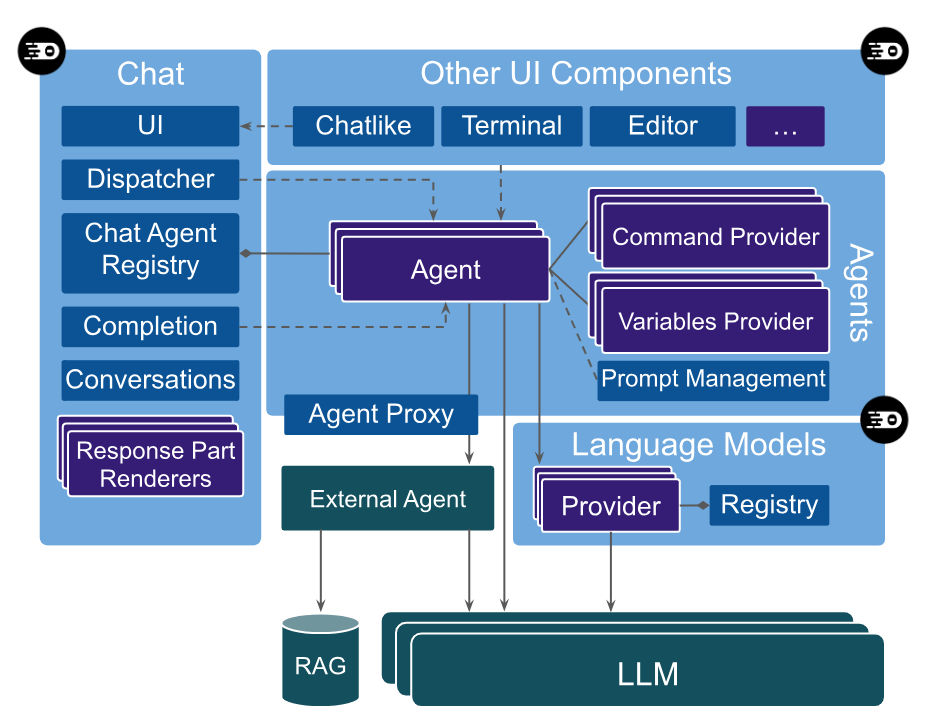 Chat
UI
Dispatcher
Chat Agent
Registry
Completion
Conversations
Response Part
Renderers
Other UI Components
Chatlike
Terminal
Editor
...
Agents
Agent
Command Provider
Variables Provider
Prompt Management
Agent Proxy
Language Models
Provider
Registry
External Agent
RAG
LLM